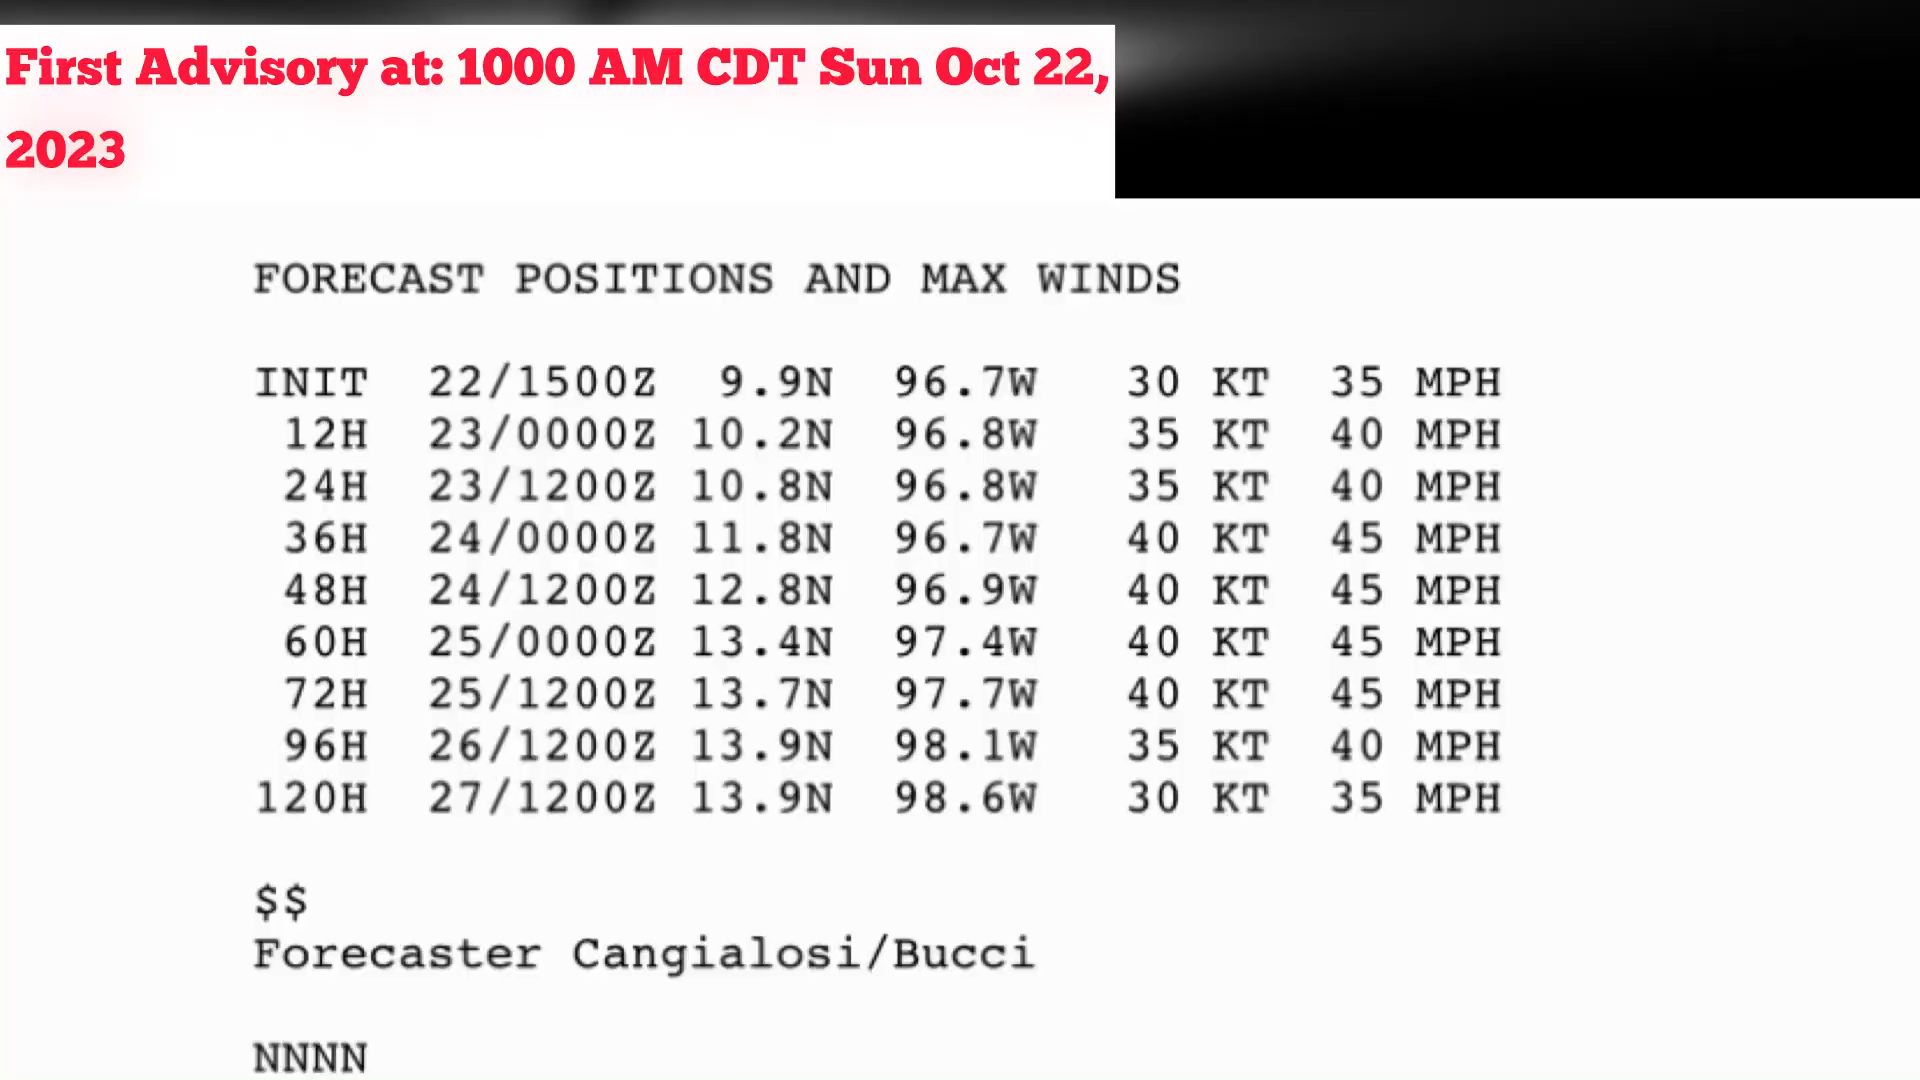 First Advisory at: 1000 AM CDT Sun Oct 22,
2023
FORECAST POSITIONS AND MAX WINDS
INIT  22/1500Z  9.9N  96.7W   30 KT  35 MPH
12H  23/0000Z 10.2N  96.8W   35 KT  40 MPH
24H  23/1200Z 10.8N  96.8W   35 KT  40 MPH
36H  24/0000Z 11.8N  96.7W   40 KT  45 MPH
48H  24/1200Z 12.8N  96.9W   40 KT  45 MPH
60H  25/0000Z 13.4N  97.4W   40 KT  45 MPH
72H  25/1200Z 13.7N  97.7W   40 KT  45 MPH
96H  26/1200Z 13.9N  98.1W   35 KT  40 MPH
120H  27/1200Z 13.9N  98.6W   30 KT  35 MPH
$$
Forecaster Cangialosi/Bucci
NNNN